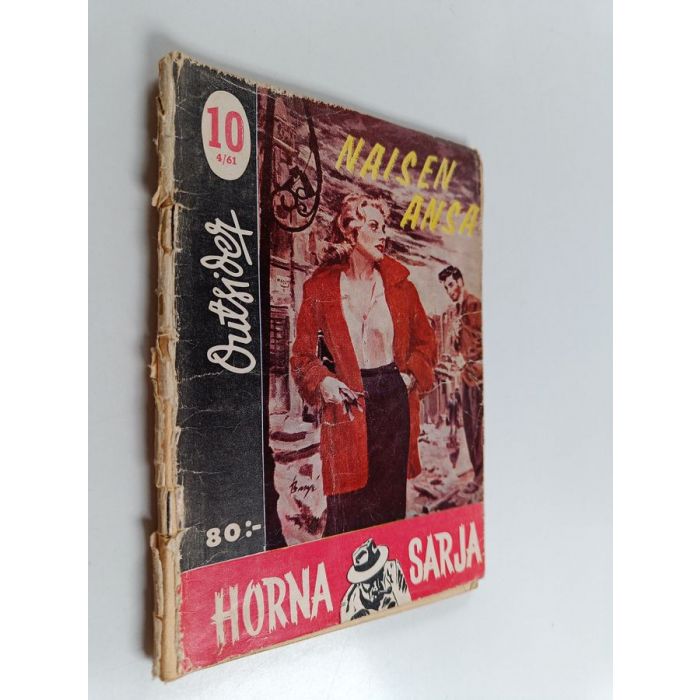 10
4/61
NAISEN
ANSA
Outsider
80:-
HORNA SARJA